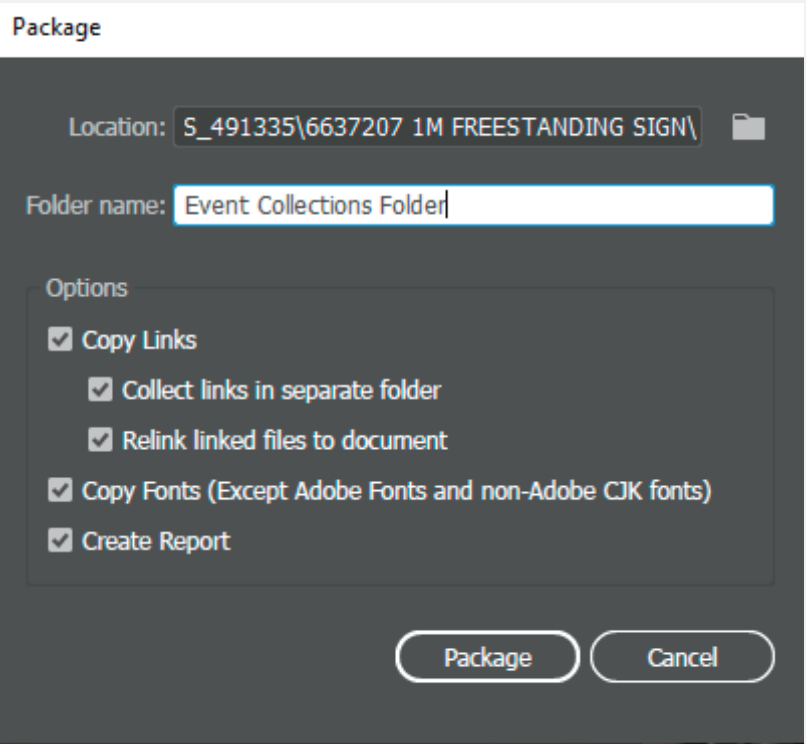 Package
Location: S_491335\6637207 1M FREESTANDING SIGN\
Folder name: Event Collections Folder
Options
Copy Links
Collect links in separate folder
Relink linked files to document
Copy Fonts (Except Adobe Fonts and non-Adobe CJK fonts)
Create Report
Package Cancel